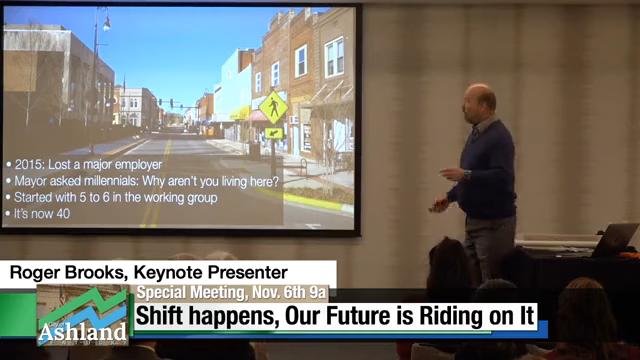 • 2015: Lost a major employer
• Mayor asked millennials: Why aren't you living here?
• Started with 5 to 6 in the working group
• It's now 40
Roger Brooks, Keynote Presenter
Special Meeting, Nov. 6th 9a
Shift happens, Our Future is Riding on It
Ashland